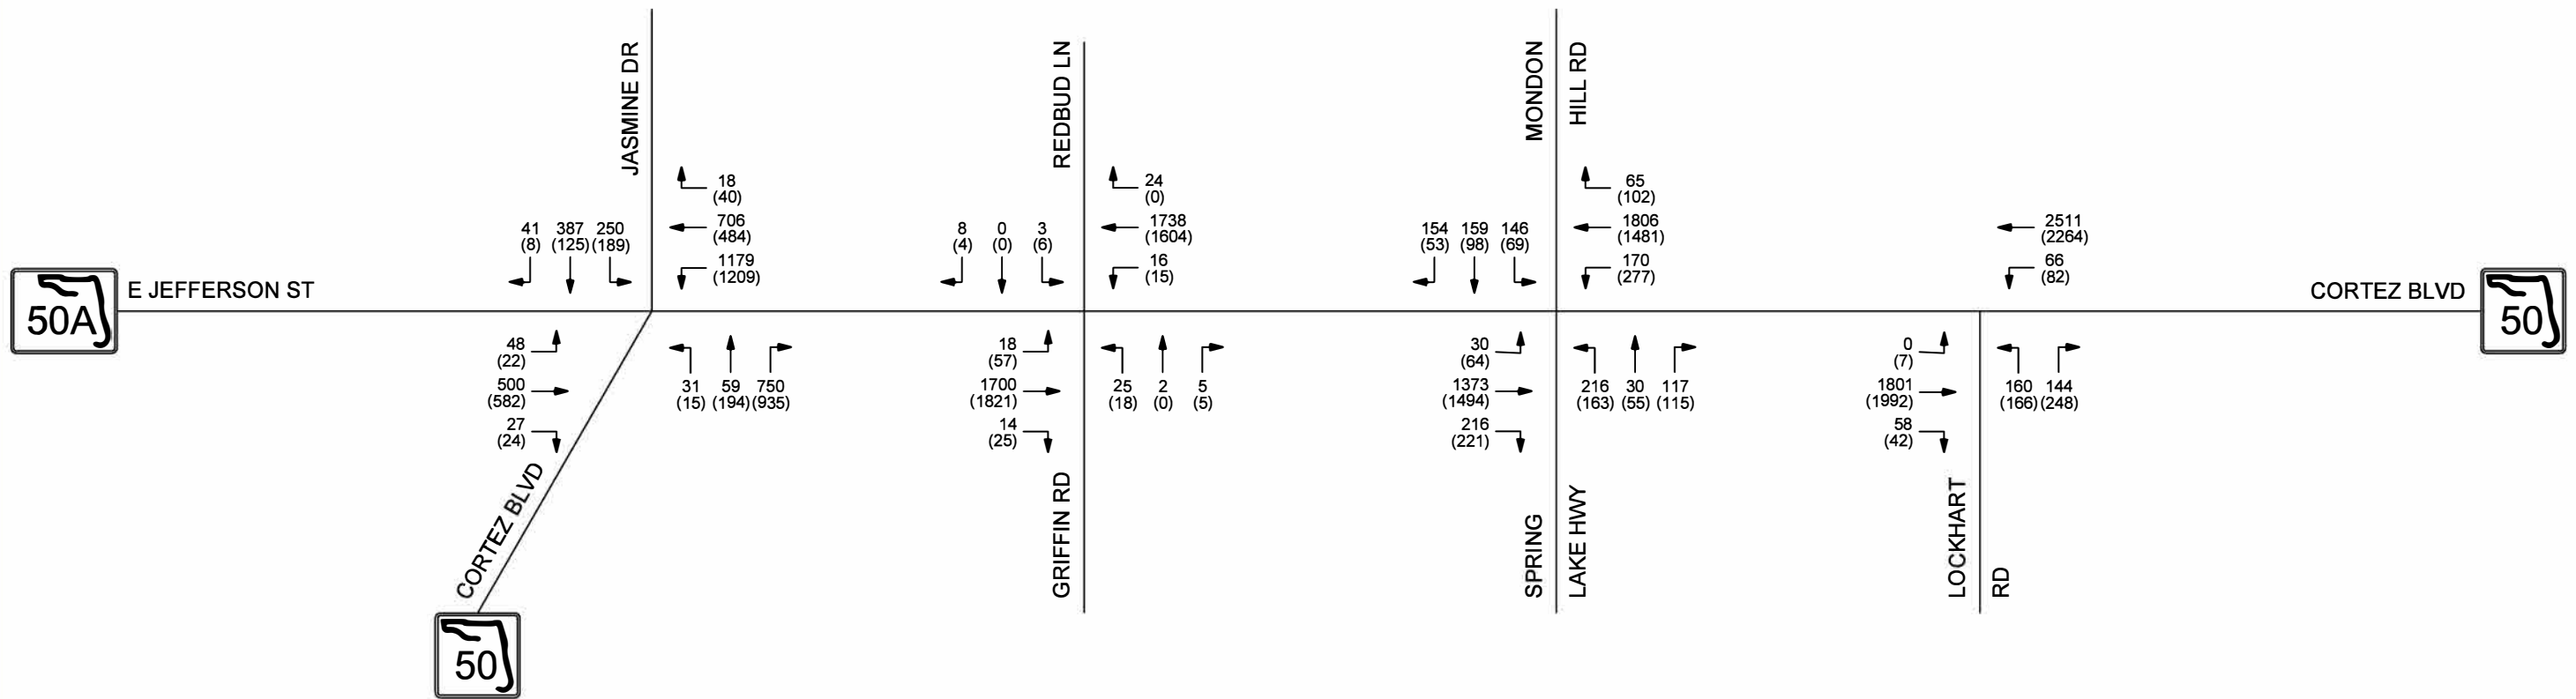 JASMINE DR
REDBUD LN
MONDON
HILL RD
18
(40)
706
(484)
1179
(1209)
41 387 250
(8) (125) (189)
24
(0)
1738
(1604)
16
(15)
8 0 3
(4) (0) (6)
65
(102)
1806
(1481)
170
(277)
154 159 146
(53) (98) (69)
2511
(2264)
66
(82)
50A
E JEFFERSON ST
CORTEZ BLVD
50
48
(22)
500
(582)
27
(24)
31 59 750
(15) (194) (935)
18
(57)
1700
(1821)
14
(25)
25 2 5
(18) (0) (5)
30
(64)
1373
(1494)
216
(221)
216 30 117
(163) (55) (115)
0
(7)
1801
(1992)
58
(42)
160 144
(166) (248)
CORTEZ BLVD
GRIFFIN RD
SPRING
LAKE HWY
LOCKHART
RD
50